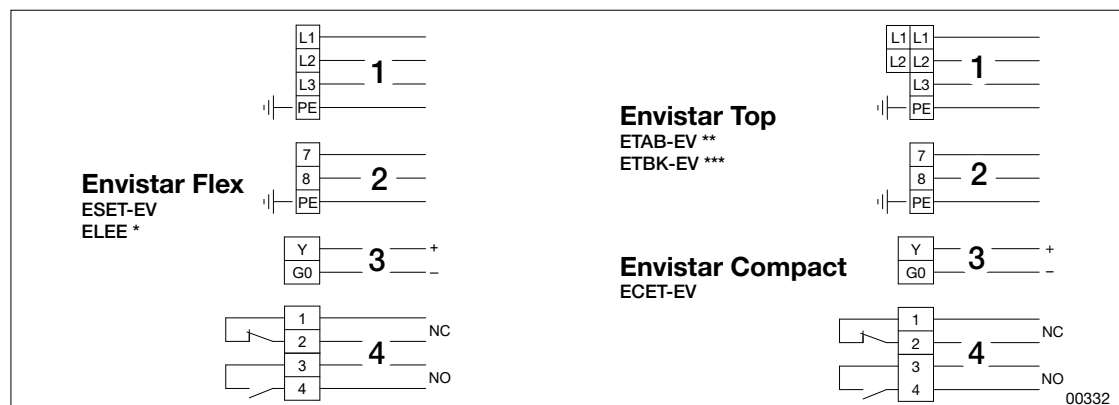 Envistar Flex
ESET-EV
ELEE *
L1
L2
L3
PE
1
7
8
PE
2
Y
G0
3
+
–
1
2
3
4
4
NC
NO
Envistar Top
ETAB-EV **
ETBK-EV ***
Envistar Compact
ECET-EV
L1 L1
L2 L2
L3
PE
1
7
8
PE
2
Y
G0
3
+
–
1
2
3
4
4
NC
NO
00332